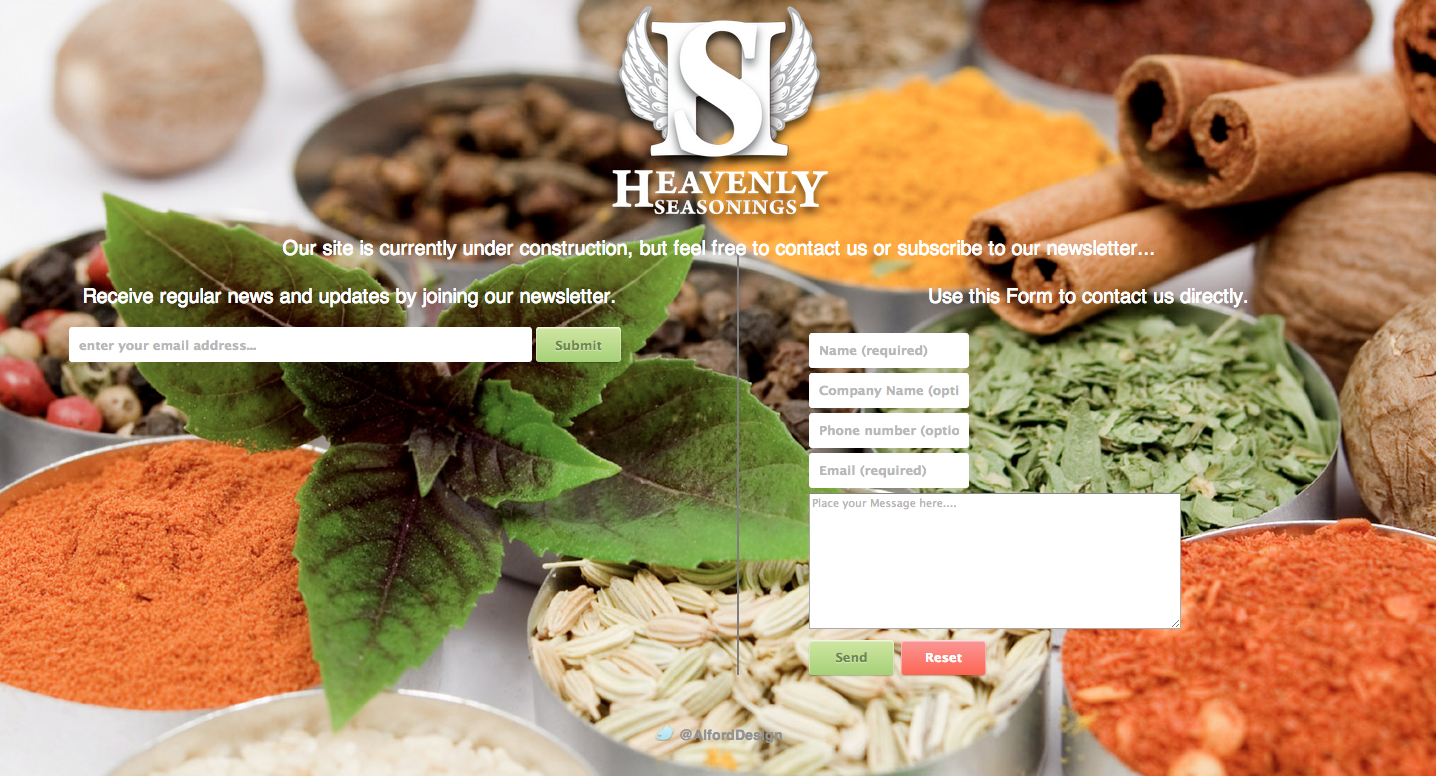 HS
HEAVENLY
SEASONINGS
Our site is currently under construction, but feel free to contact us or subscribe to our newsletter...
Receive regular news and updates by joining our newsletter.
enter your email address...
Submit
Use this Form to contact us directly.
Name (required)
Company Name (opti
Phone number (optio
Email (required)
Place your Message here....
Send
Reset
@AlfordDesign